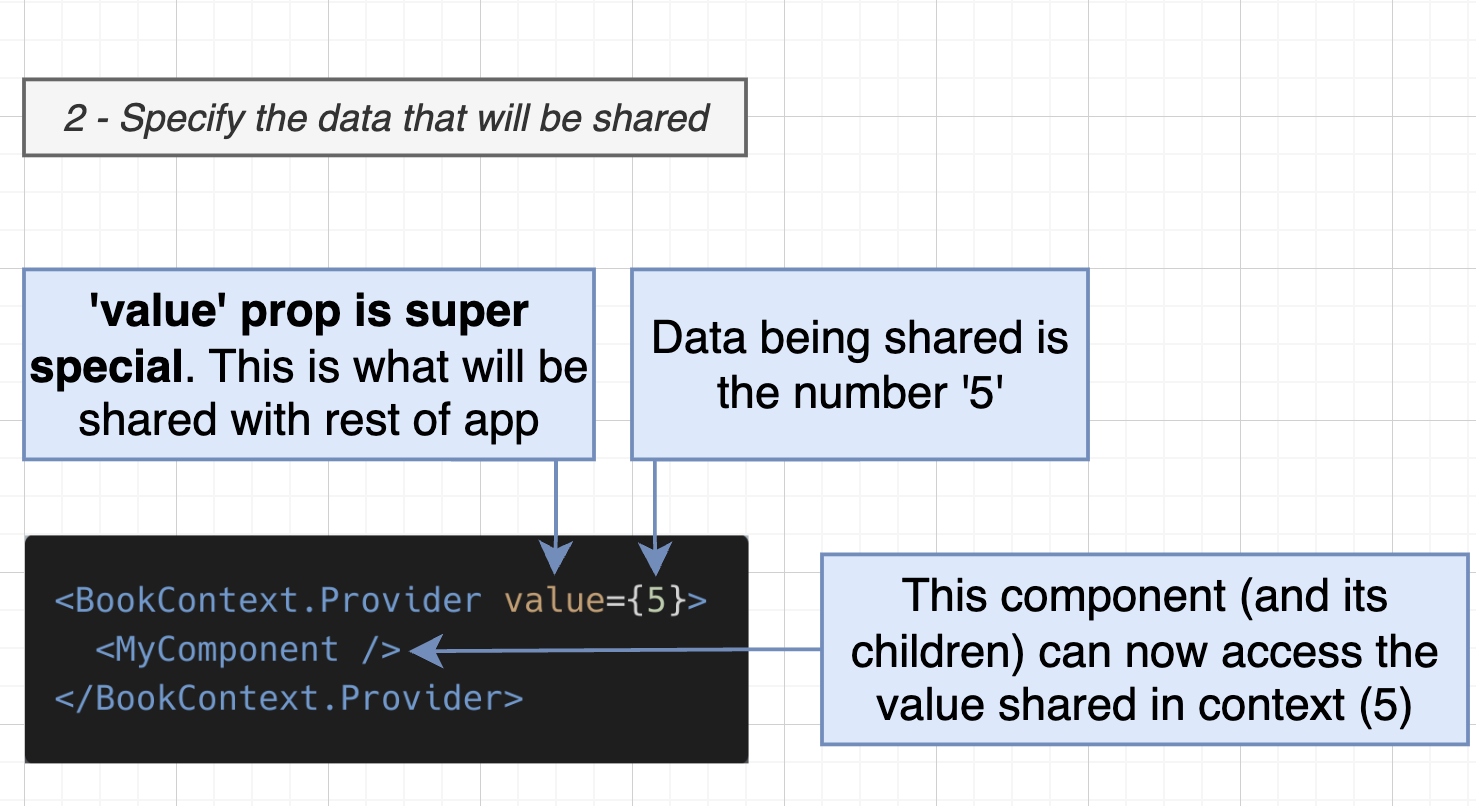 2 - Specify the data that will be shared
'value' prop is super
special. This is what will be
shared with rest of app
Data being shared is
the number '5'
<BookContext.Provider value={5}>
<MyComponent />
</BookContext.Provider>
This component (and its
children) can now access the
value shared in context (5)